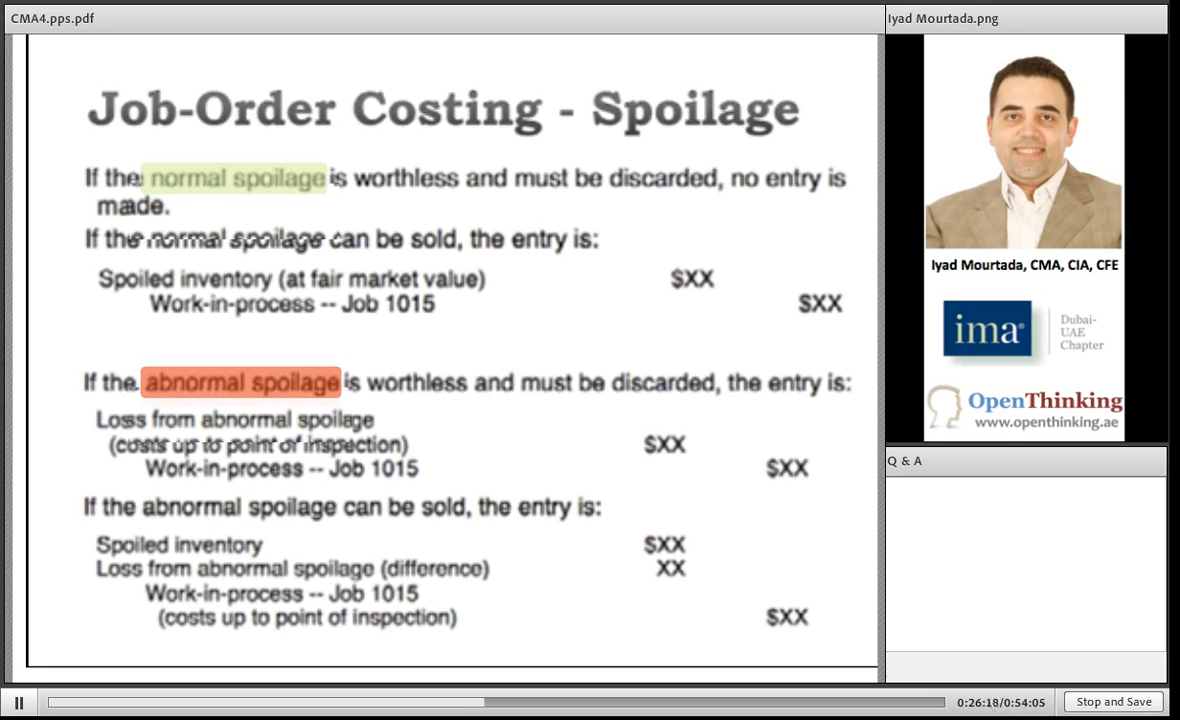 CMA4.pps.pdf
Job-Order Costing - Spoilage
If the normal spoilage is worthless and must be discarded, no entry is
made.
If the normal spoilage can be sold, the entry is:
Spoiled inventory (at fair market value) $XX
Work-in-process -- Job 1015 $XX
If the abnormal spoilage is worthless and must be discarded, the entry is:
Loss from abnormal spoilage
(costs up to point of inspection) $XX
Work-in-process -- Job 1015 $XX
If the abnormal spoilage can be sold, the entry is:
Spoiled inventory $XX
Loss from abnormal spoilage (difference) XX
Work-in-process -- Job 1015
(costs up to point of inspection) $XX
Iyad Mourtada.png
Iyad Mourtada, CMA, CIA, CFE
ima®
Dubai-
UAE
Chapter
OpenThinking
www.openthinking.ae
Q & A
0:26:18/0:54:05
Stop and Save